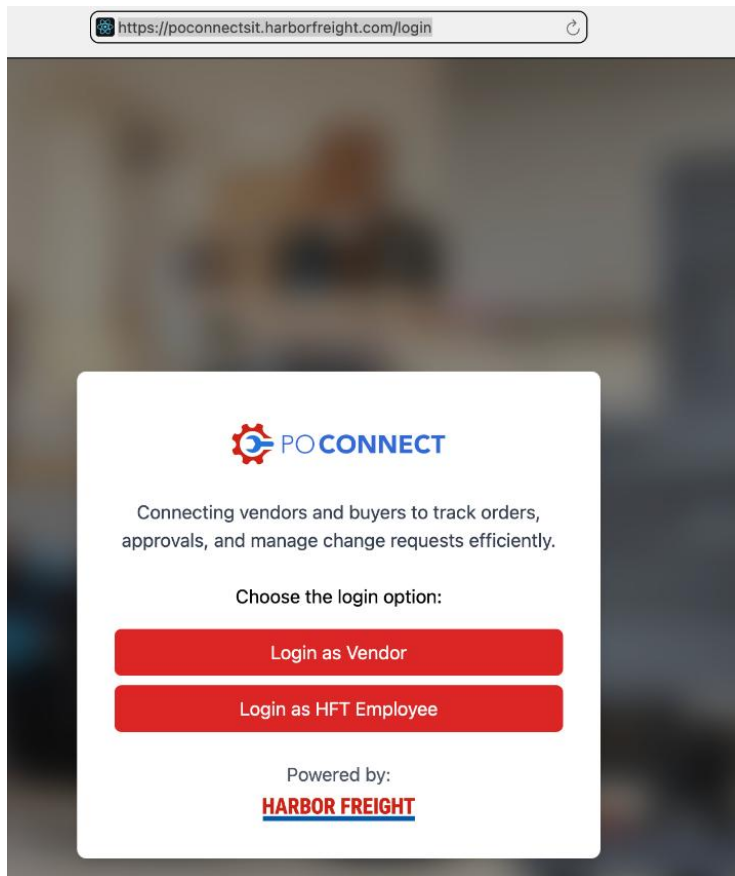 https://poconnectsit.harborfreight.com/login
PO CONNECT
Connecting vendors and buyers to track orders,
approvals, and manage change requests efficiently.
Choose the login option:
Login as Vendor
Login as HFT Employee
Powered by:
HARBOR FREIGHT